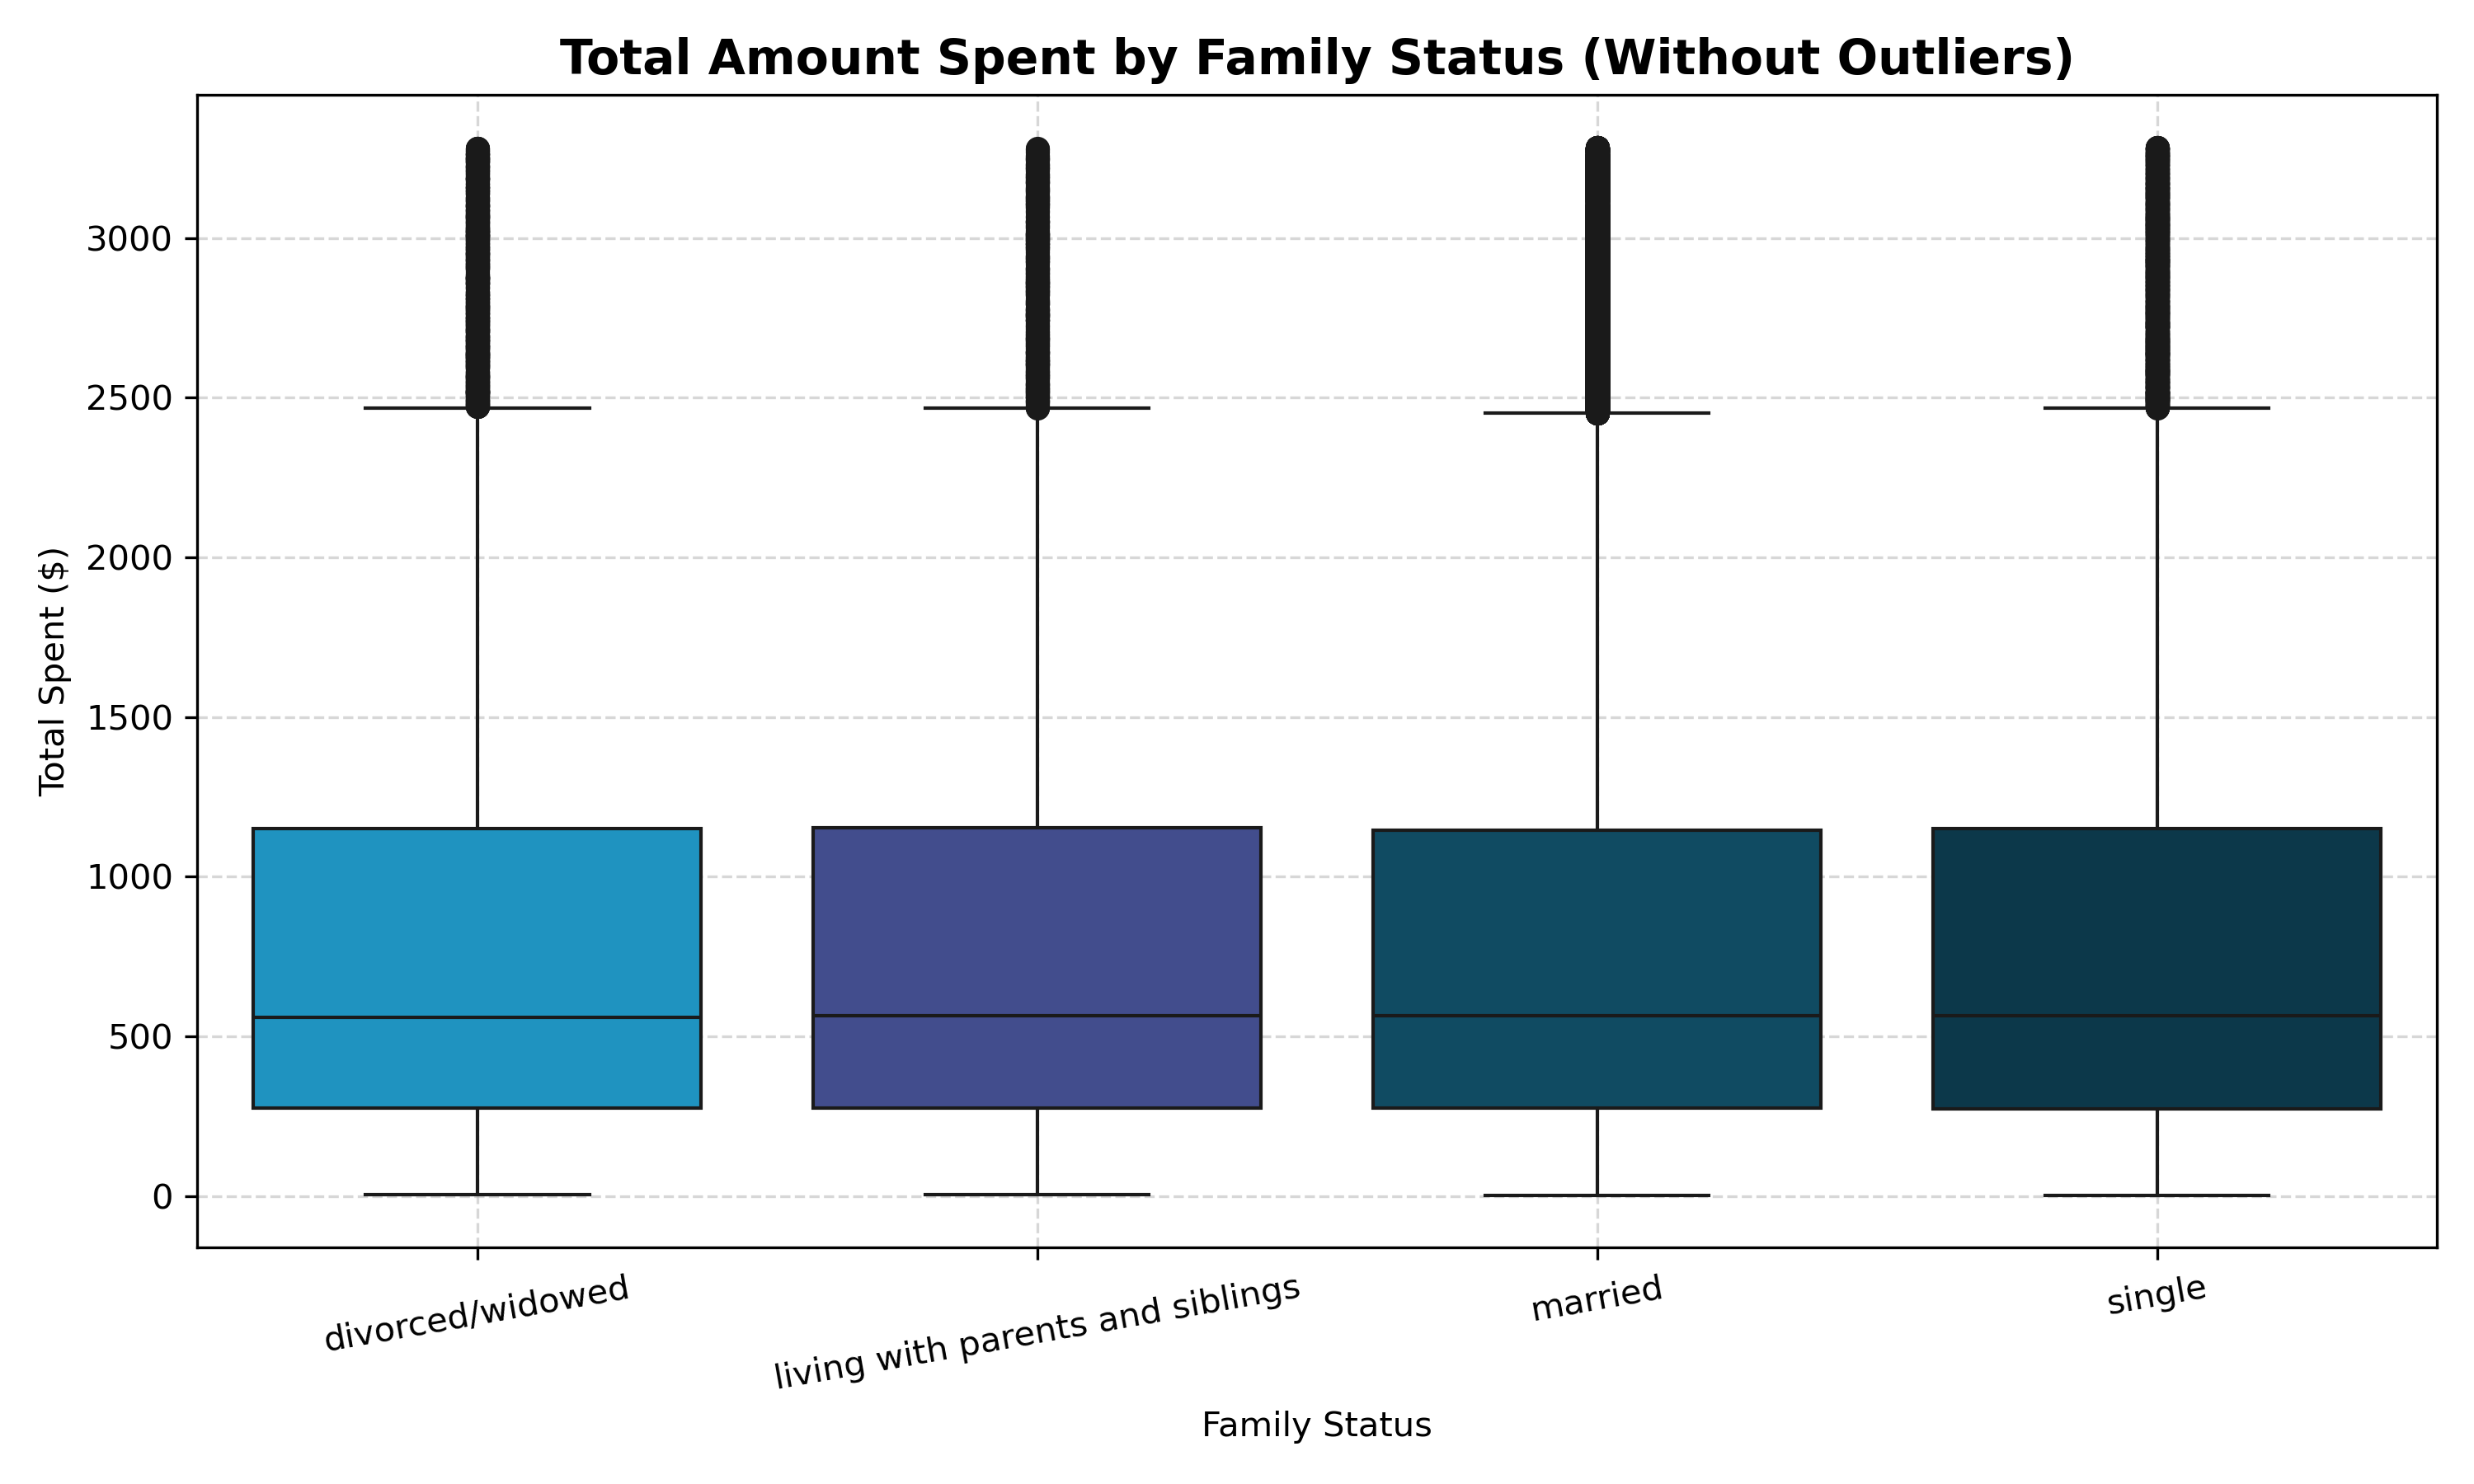 Total Amount Spent by Family Status (Without Outliers)
Total Spent ($)
3000
2500
2000
1500
1000
500
0
divorced/widowed
living with parents and siblings
married
single
Family Status